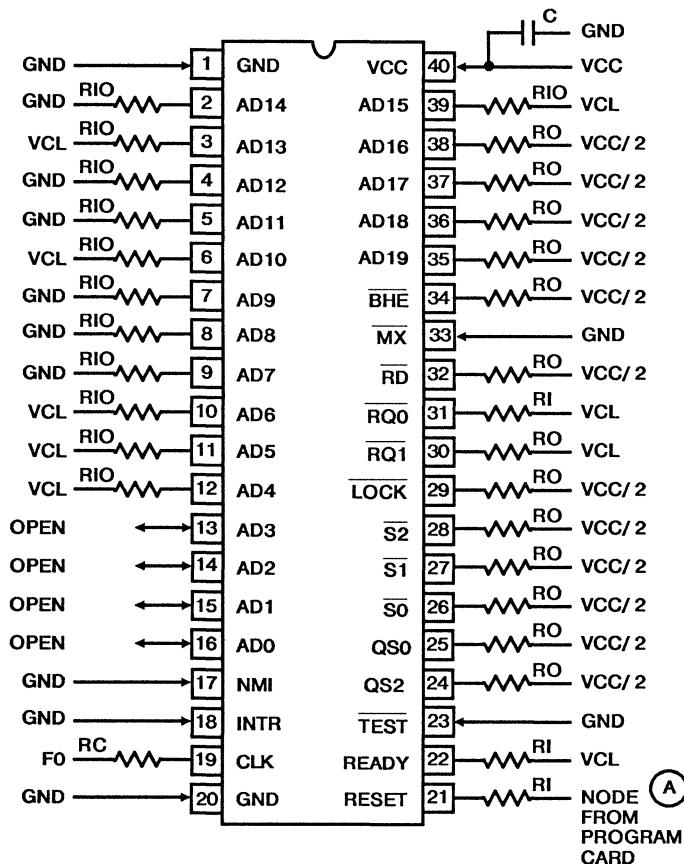 C
GND
GND 1 GND VCC 40 VCC
GND RIO 2 AD14 AD15 39 RIO VCL
VCL RIO 3 AD13 AD16 38 RO VCC/2
GND RIO 4 AD12 AD17 37 RO VCC/2
GND RIO 5 AD11 AD18 36 RO VCC/2
VCL RIO 6 AD10 AD19 35 RO VCC/2
GND RIO 7 AD9 BHE 34 RO VCC/2
GND RIO 8 AD8 MX 33 GND
GND RIO 9 AD7 RD 32 RO VCC/2
VCL RIO 10 AD6 RQ0 31 RI VCL
VCL RIO 11 AD5 RQ1 30 RO VCL
VCL RIO 12 AD4 LOCK 29 RO VCC/2
OPEN 13 AD3 S2 28 RO VCC/2
OPEN 14 AD2 S1 27 RO VCC/2
OPEN 15 AD1 S0 26 RO VCC/2
OPEN 16 AD0 QS0 25 RO VCC/2
GND 17 NMI QS2 24 RO VCC/2
GND 18 INTR TEST 23 GND
F0 RC 19 CLK READY 22 RI VCL
GND 20 GND RESET 21 RI NODE A
FROM
PROGRAM
CARD